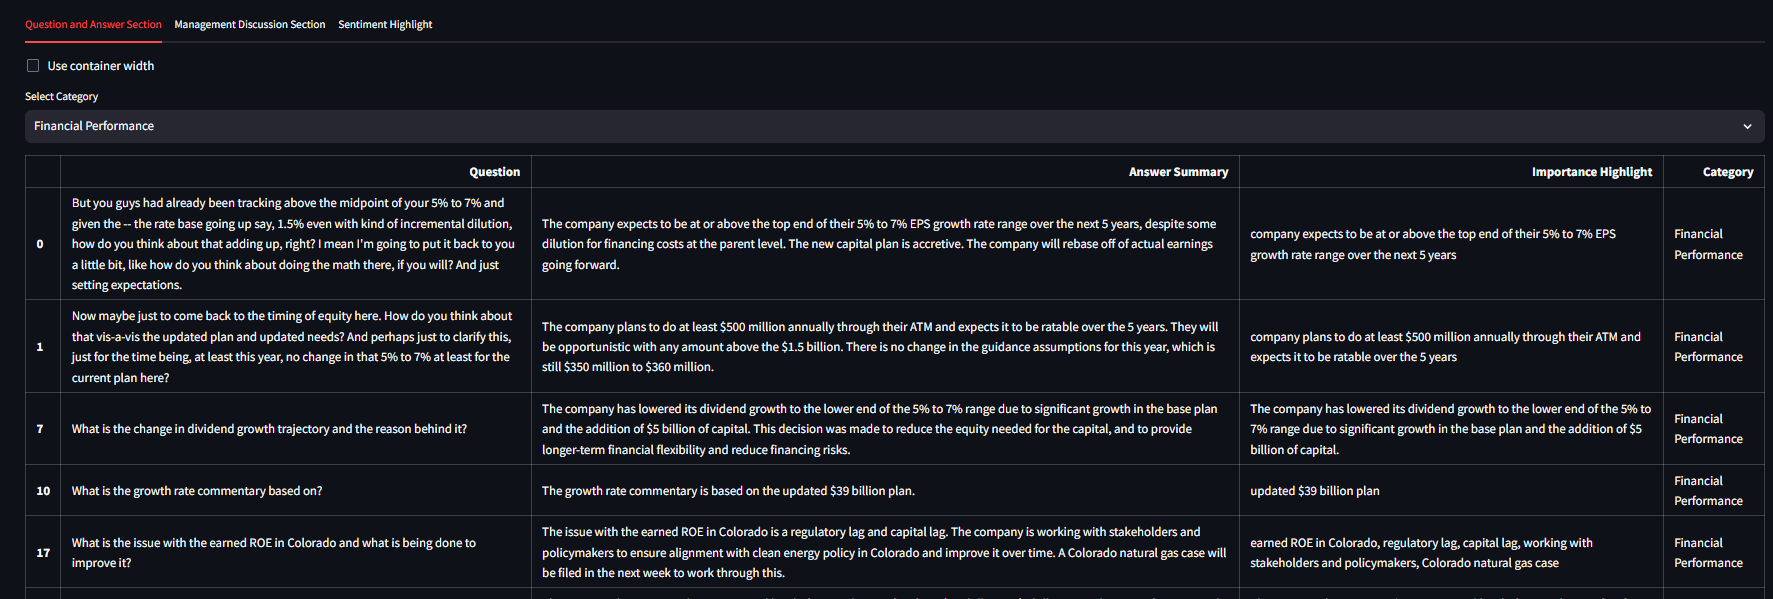 Question and Answer Section Management Discussion Section Sentiment Highlight
Use container width
Select Category
Financial Performance
Question Answer Summary Importance Highlight Category
0
But you guys had already been tracking above the midpoint of your 5% to 7% and
given the -- the rate base going up say, 1.5% even with kind of incremental dilution,
how do you think about that adding up, right? I mean I'm going to put it back to you
a little bit, like how do you think about doing the math there, if you will? And just
setting expectations.
The company expects to be at or above the top end of their 5% to 7% EPS growth rate range over the next 5 years, despite some
dilution for financing costs at the parent level. The new capital plan is accretive. The company will rebase off of actual earnings
going forward.
company expects to be at or above the top end of their 5% to 7% EPS
growth rate range over the next 5 years
Financial
Performance
1
Now maybe just to come back to the timing of equity here. How do you think about
that vis-a-vis the updated plan and updated needs? And perhaps just to clarify this,
just for the time being, at least this year, no change in that 5% to 7% at least for the
current plan here?
The company plans to do at least $500 million annually through their ATM and expects it to be ratable over the 5 years. They will
be opportunistic with any amount above the $1.5 billion. There is no change in the guidance assumptions for this year, which is
still $350 million to $360 million.
company plans to do at least $500 million annually through their ATM and
expects it to be ratable over the 5 years
Financial
Performance
7
What is the change in dividend growth trajectory and the reason behind it?
The company has lowered its dividend growth to the lower end of the 5% to 7% range due to significant growth in the base plan
and the addition of $5 billion of capital. This decision was made to reduce the equity needed for the capital, and to provide
longer-term financial flexibility and reduce financing risks.
The company has lowered its dividend growth to the lower end of the 5% to
7% range due to significant growth in the base plan and the addition of $5
billion of capital.
Financial
Performance
10
What is the growth rate commentary based on?
The growth rate commentary is based on the updated $39 billion plan.
updated $39 billion plan
Financial
Performance
17
What is the issue with the earned ROE in Colorado and what is being done to
improve it?
The issue with the earned ROE in Colorado is a regulatory lag and capital lag. The company is working with stakeholders and
policymakers to ensure alignment with clean energy policy in Colorado and improve it over time. A Colorado natural gas case will
be filed in the next week to work through this.
earned ROE in Colorado, regulatory lag, capital lag, working with
stakeholders and policymakers, Colorado natural gas case
Financial
Performance